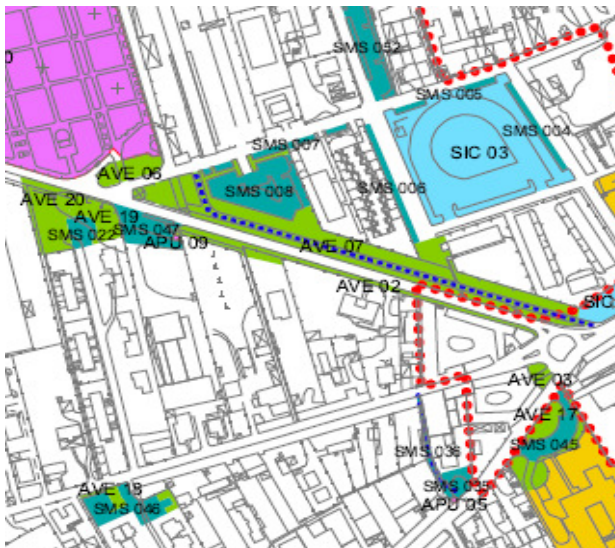 SMS 052
SMS 005
SMS 004
SIC 03
SMS 007
AVE 06
SMS 008
SMS 006
AVE 20
AVE 19
SMS 022
SMS 047
APU 09
AVE 07
AVE 02
SIC
AVE 03
AVE 17
SMS 045
SMS 036
SMS 035
APU 05
AVE 18
SMS 046